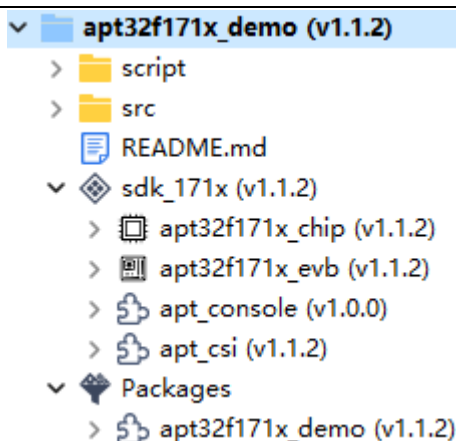 apt32f171x_demo (v1.1.2)
script
src
README.md
sdk_171x (v1.1.2)
apt32f171x_chip (v1.1.2)
apt32f171x_evb (v1.1.2)
apt_console (v1.0.0)
apt_csi (v1.1.2)
Packages
apt32f171x_demo (v1.1.2)